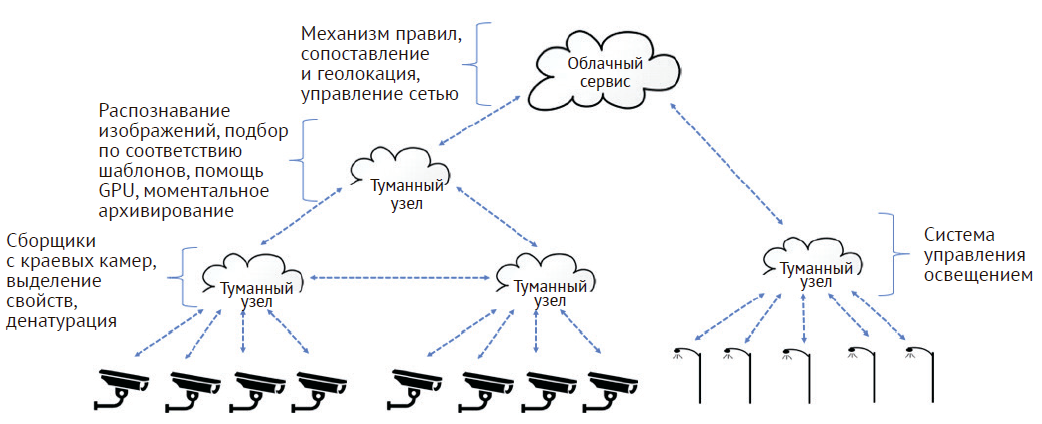 Механизм правил,
сопоставление
и геолокация,
управление сетью
Облачный
сервис
Распознавание
изображений, подбор
по соответствию
шаблонов, помощь
GPU, моментальное
архивирование
Туманный
узел
Сборщики
с краевых камер,
выделение
свойств,
денатурация
Туманный
узел
Туманный
узел
Туманный
узел
Система
управления
освещением